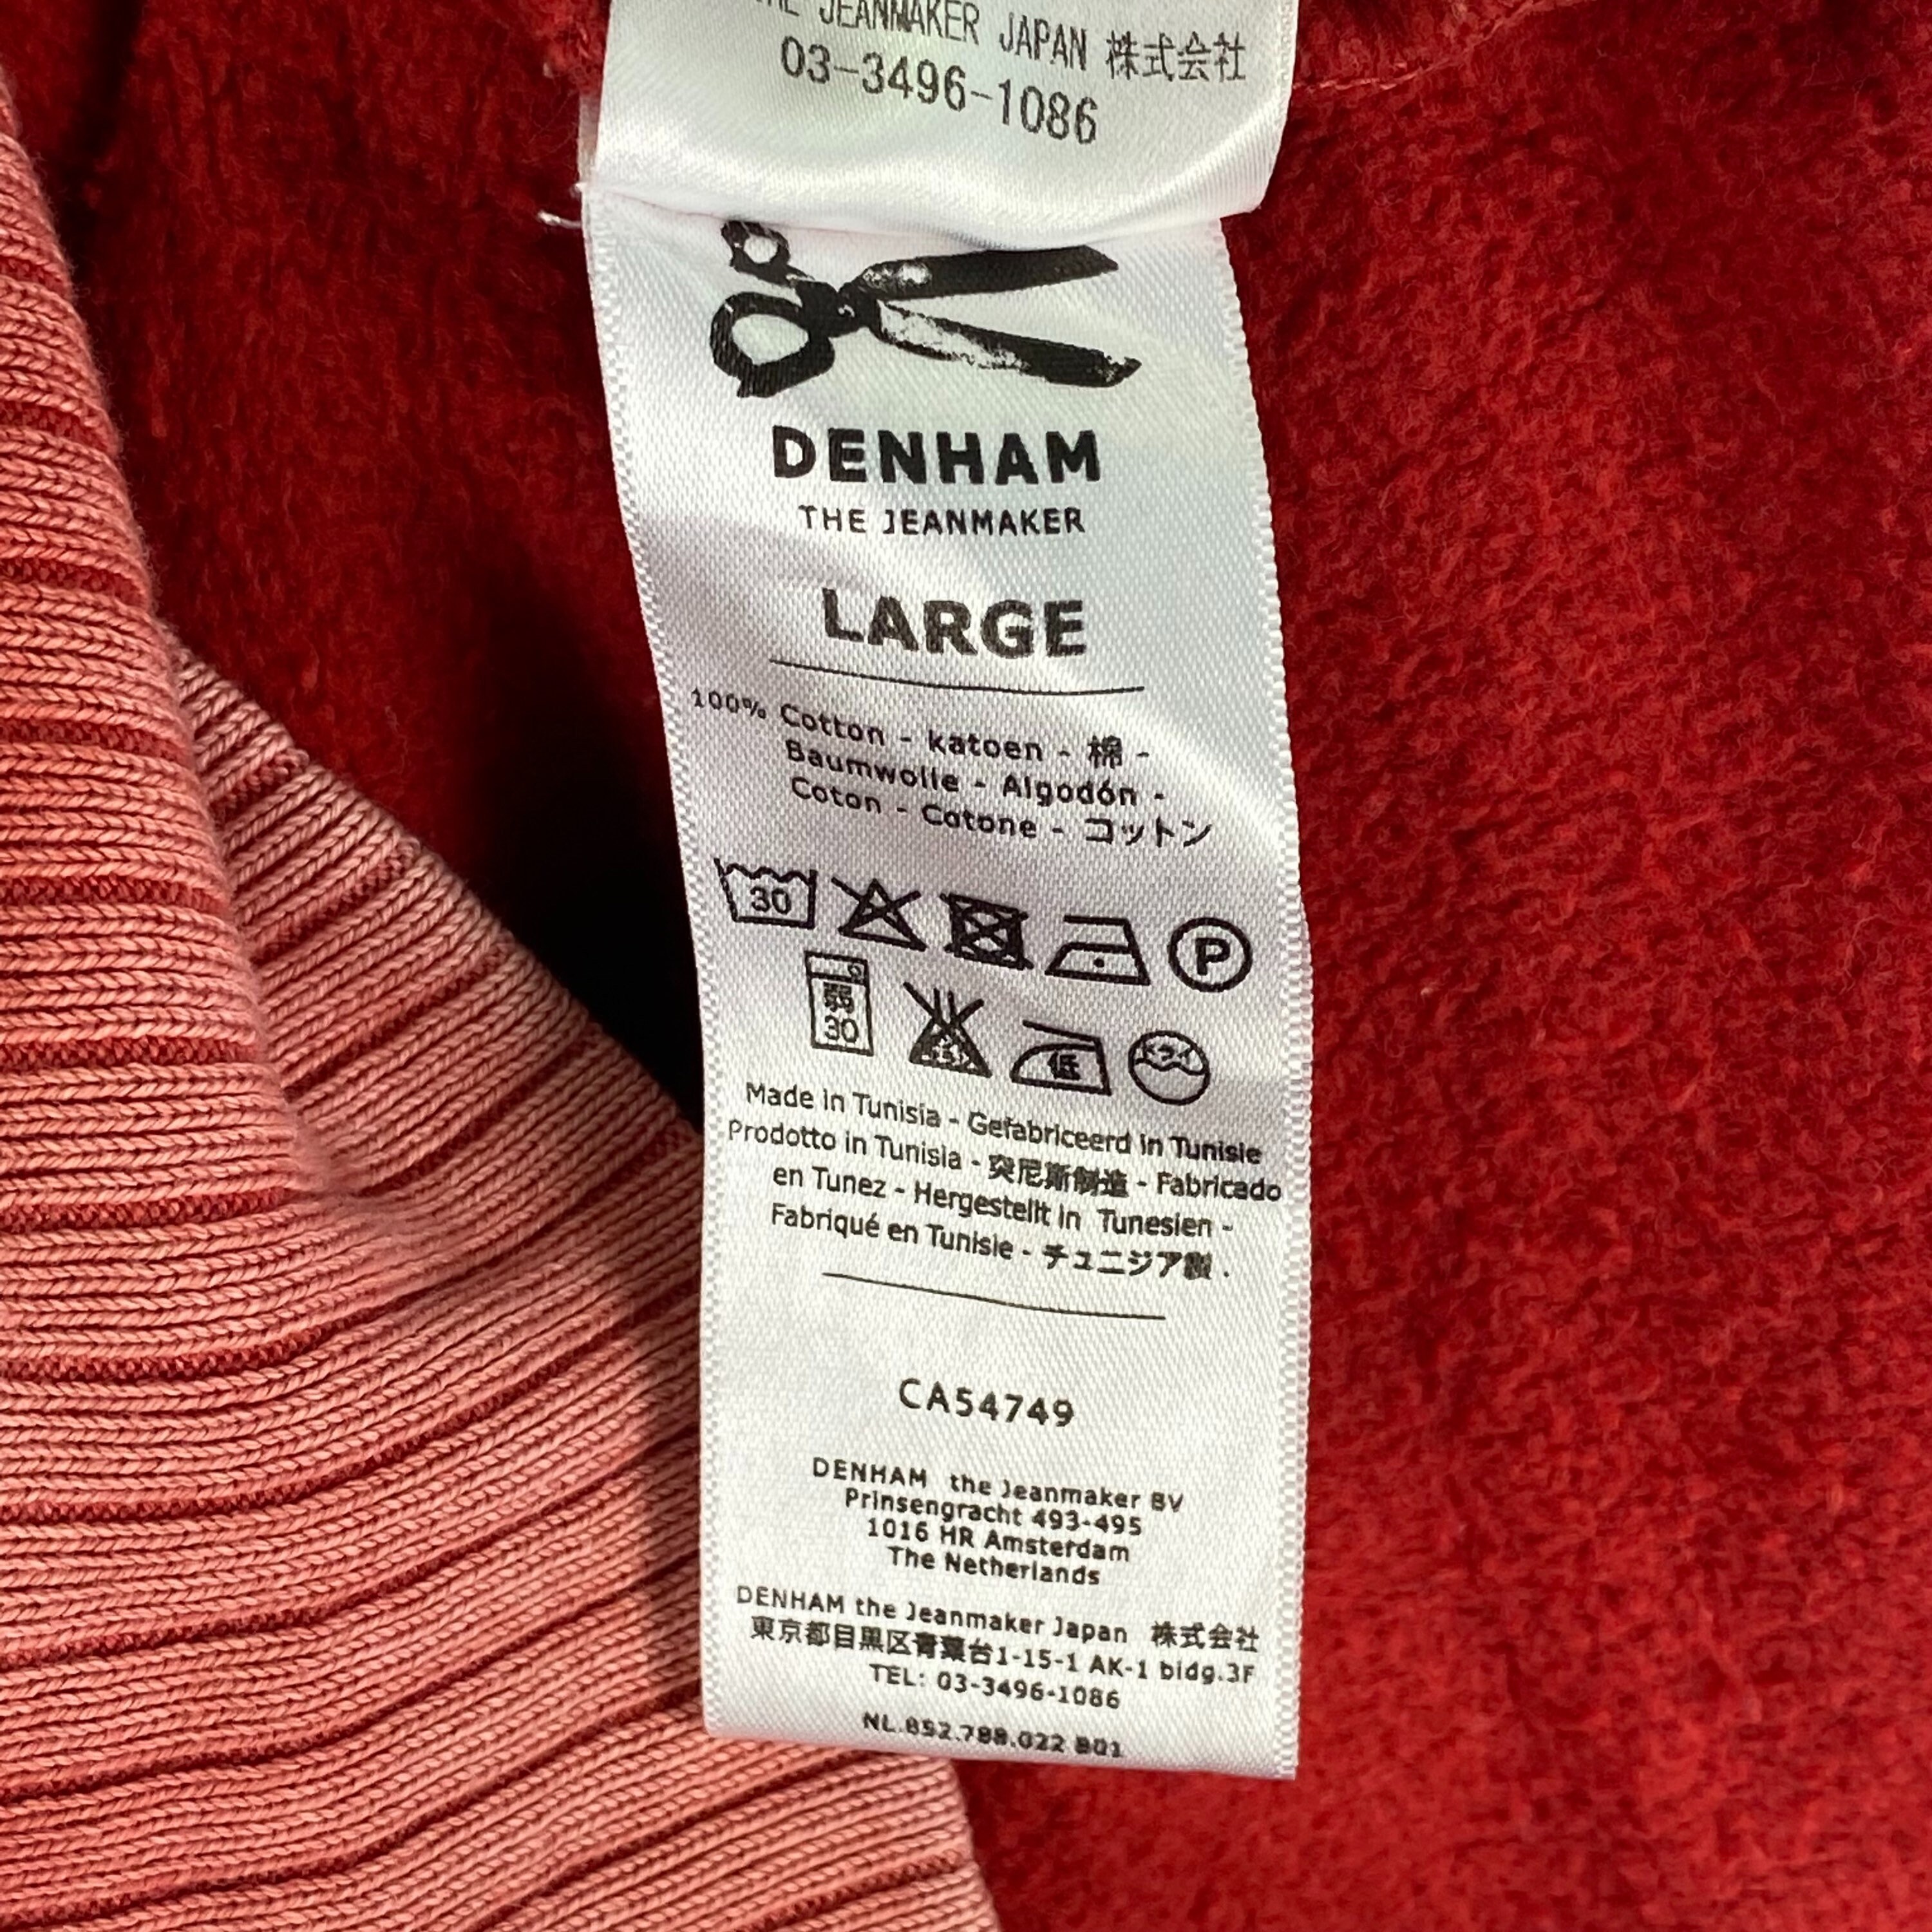 JEANMAKER JAPAN 株式会社
03-3496-1086
DENHAM
THE JEANMAKER
LARGE
100% Cotton - katoen - 棉 -
Baumwolle - Algodón -
Coton - Cotone - コットン
30
P
弱
30
低
ドライ
Made in Tunisia - Gefabriceerd in Tunisie
Prodotto in Tunisia - 突尼斯制造 - Fabricado
en Tunez - Hergestellt in Tunesien -
Fabriqué en Tunisie - チュニジア製 .
CA54749
DENHAM the Jeanmaker BV
Prinsengracht 493-495
1016 HR Amsterdam
The Netherlands
DENHAM the Jeanmaker Japan 株式会社
東京都目黒区青葉台1-15-1 AK-1 bldg.3F
TEL: 03-3496-1086
NL.852.788.022 B01